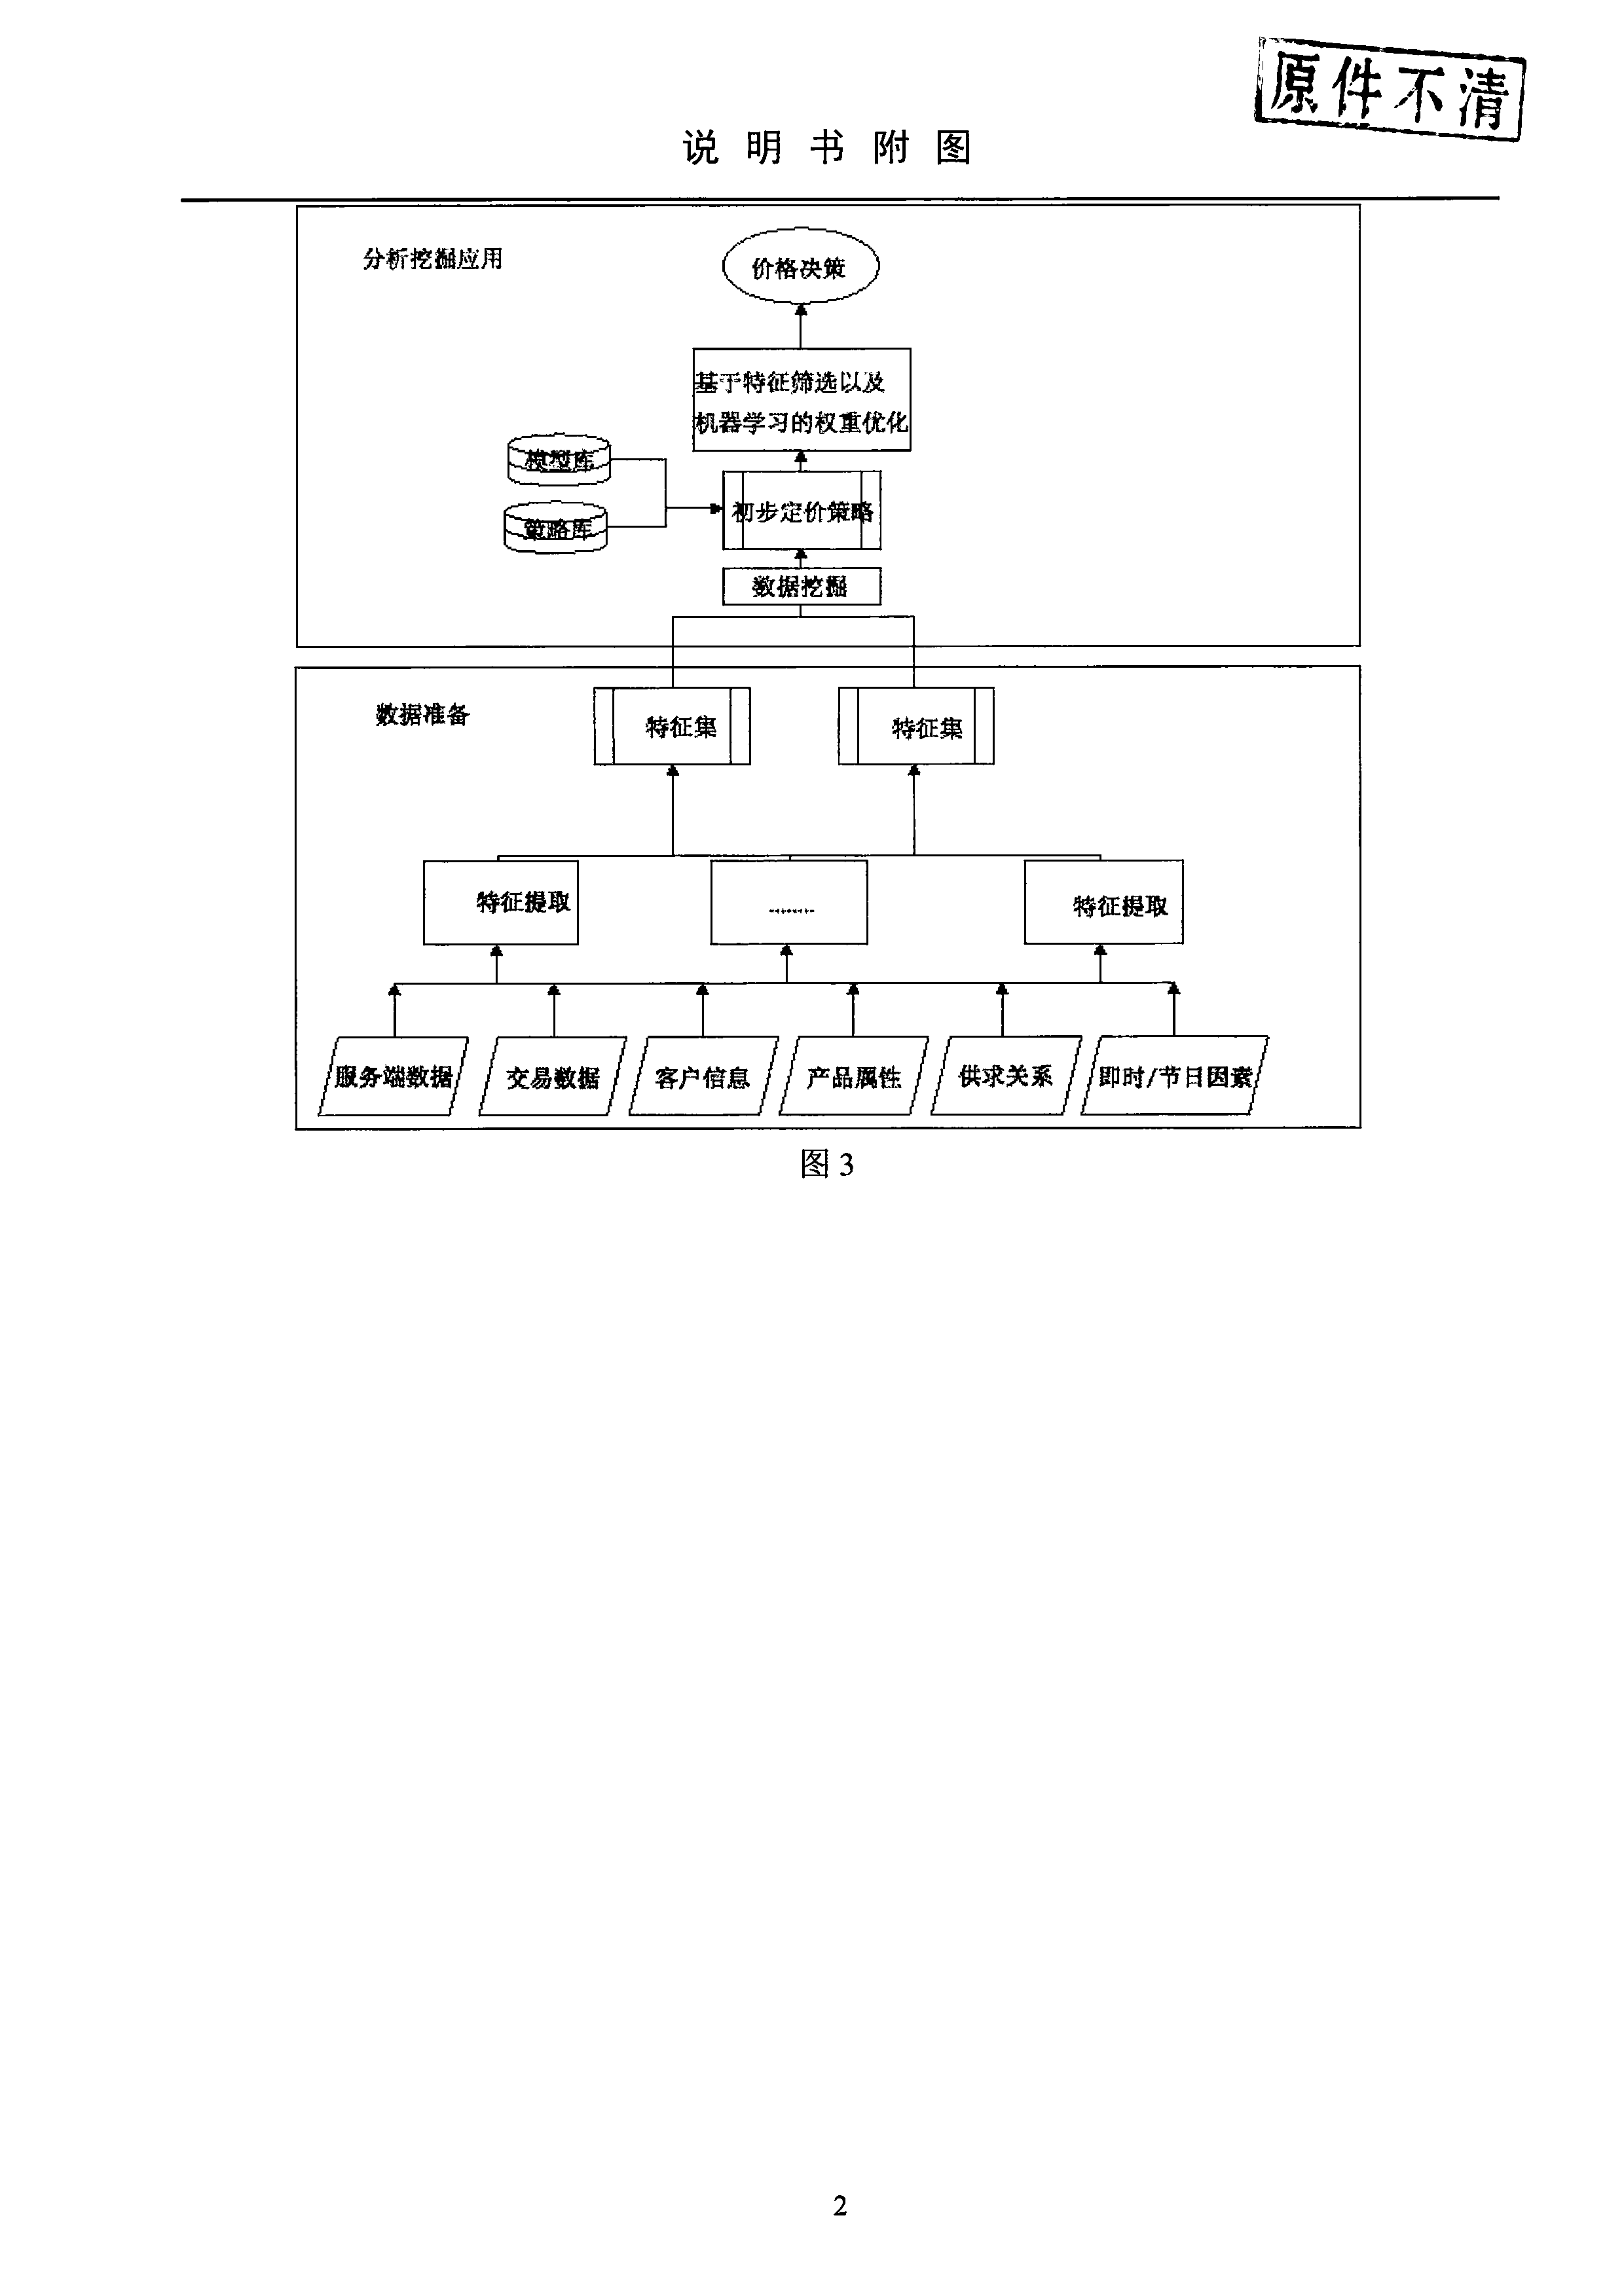 原件不清
说明书附图
分析挖掘应用
价格决策
基于特征筛选以及
机器学习的权重优化
模型库
策略库
初步定价策略
数据挖掘
数据准备
特征集
特征集
特征提取
........
特征提取
服务端数据
交易数据
客户信息
产品属性
供求关系
即时/节日因素
图 3
2